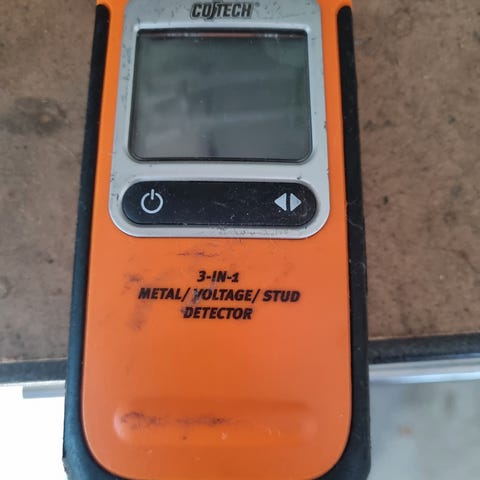 COTECH®
3-IN-1
METAL/ VOLTAGE/ STUD
DETECTOR